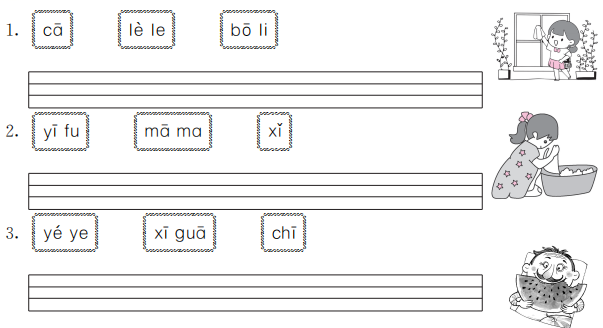 1. cā lè le bō li
2. yī fu mā ma xǐ
3. yé ye xī guā chī